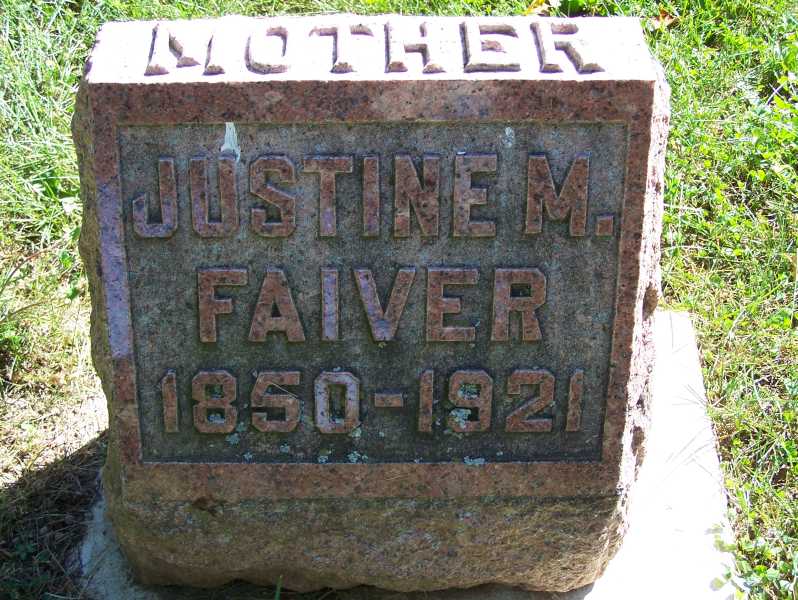 MOTHER
JUSTINE M.
FAIVER
1850-1921